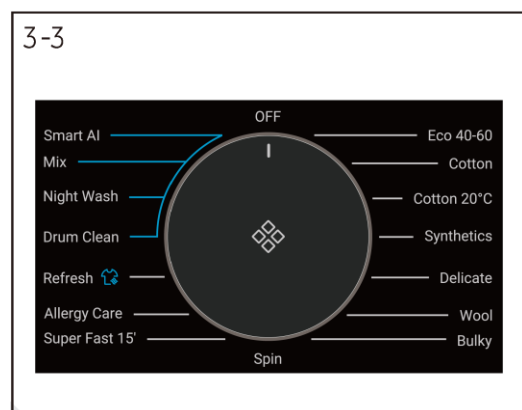 3-3
OFF
Smart AI
Mix
Night Wash
Drum Clean
Refresh
Allergy Care
Super Fast 15'
Eco 40-60
Cotton
Cotton 20°C
Synthetics
Delicate
Wool
Bulky
Spin